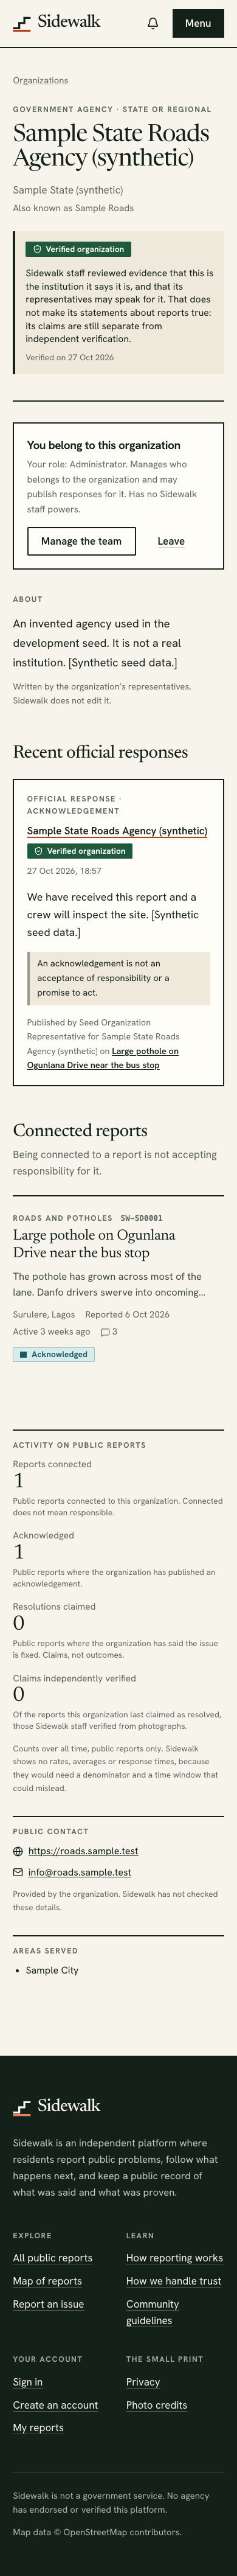 Sidewalk
Menu
Organizations
GOVERNMENT AGENCY · STATE OR REGIONAL
Sample State Roads
Agency (synthetic)
Sample State (synthetic)
Also known as Sample Roads
Verified organization
Sidewalk staff reviewed evidence that this is
the institution it says it is, and that its
representatives may speak for it. That does
not make its statements about reports true:
its claims are still separate from
independent verification.
Verified on 27 Oct 2026
You belong to this organization
Your role: Administrator. Manages who
belongs to the organization and may
publish responses for it. Has no Sidewalk
staff powers.
Manage the team
Leave
ABOUT
An invented agency used in the
development seed. It is not a real
institution. [Synthetic seed data.]
Written by the organization's representatives.
Sidewalk does not edit it.
Recent official responses
OFFICIAL RESPONSE ·
ACKNOWLEDGEMENT
Sample State Roads Agency (synthetic)
Verified organization
27 Oct 2026, 18:57
We have received this report and a
crew will inspect the site. [Synthetic
seed data.]
An acknowledgement is not an
acceptance of responsibility or a
promise to act.
Published by Seed Organization
Representative for Sample State Roads
Agency (synthetic) on Large pothole on
Ogunlana Drive near the bus stop
Connected reports
Being connected to a report is not accepting
responsibility for it.
ROADS AND POTHOLES SW-SD0001
Large pothole on Ogunlana
Drive near the bus stop
The pothole has grown across most of the
lane. Danfo drivers swerve into oncoming...
Surulere, Lagos Reported 6 Oct 2026
Active 3 weeks ago 3
Acknowledged
ACTIVITY ON PUBLIC REPORTS
Reports connected
1
Public reports connected to this organization. Connected
does not mean responsible.
Acknowledged
1
Public reports where the organization has published an
acknowledgement.
Resolutions claimed
0
Public reports where the organization has said the issue
is fixed. Claims, not outcomes.
Claims independently verified
0
Of the reports this organization last claimed as resolved,
those Sidewalk staff verified from photographs.
Counts over all time, public reports only. Sidewalk
shows no rates, averages or response times, because
they would need a denominator and a time window that
could mislead.
PUBLIC CONTACT
https://roads.sample.test
info@roads.sample.test
Provided by the organization. Sidewalk has not checked
these details.
AREAS SERVED
• Sample City
Sidewalk
Sidewalk is an independent platform where
residents report public problems, follow what
happens next, and keep a public record of
what was said and what was proven.
EXPLORE
All public reports
Map of reports
Report an issue
LEARN
How reporting works
How we handle trust
Community
guidelines
YOUR ACCOUNT
Sign in
Create an account
My reports
THE SMALL PRINT
Privacy
Photo credits
Sidewalk is not a government service. No agency
has endorsed or verified this platform.
Map data © OpenStreetMap contributors.